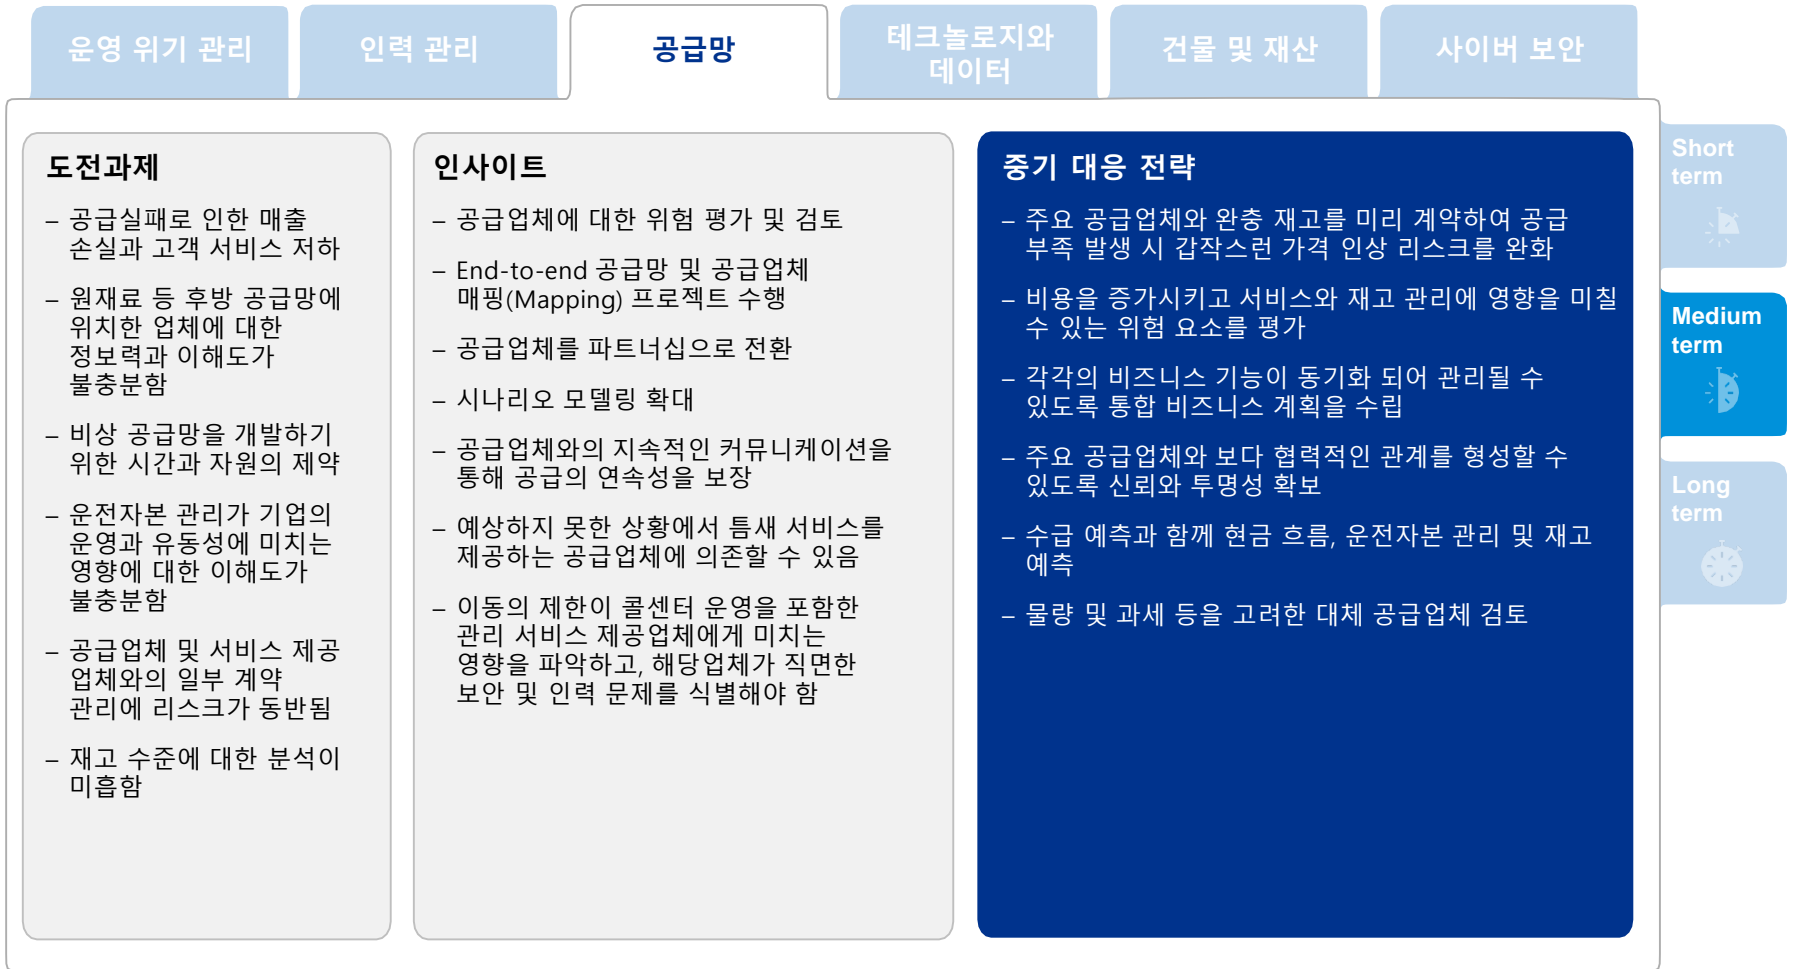 운영 위기 관리
인력 관리
공급망
테크놀로지와
데이터
건물 및 재산
사이버 보안
도전과제
– 공급실패로 인한 매출
손실과 고객 서비스 저하
– 원재료 등 후방 공급망에
위치한 업체에 대한
정보력과 이해도가
불충분함
– 비상 공급망을 개발하기
위한 시간과 자원의 제약
– 운전자본 관리가 기업의
운영과 유동성에 미치는
영향에 대한 이해도가
불충분함
– 공급업체 및 서비스 제공
업체와의 일부 계약
관리에 리스크가 동반됨
– 재고 수준에 대한 분석이
미흡함
인사이트
– 공급업체에 대한 위험 평가 및 검토
– End-to-end 공급망 및 공급업체
매핑(Mapping) 프로젝트 수행
– 공급업체를 파트너십으로 전환
– 시나리오 모델링 확대
– 공급업체와의 지속적인 커뮤니케이션을
통해 공급의 연속성을 보장
– 예상하지 못한 상황에서 틈새 서비스를
제공하는 공급업체에 의존할 수 있음
– 이동의 제한이 콜센터 운영을 포함한
관리 서비스 제공업체에게 미치는
영향을 파악하고, 해당업체가 직면한
보안 및 인력 문제를 식별해야 함
중기 대응 전략
– 주요 공급업체와 완충 재고를 미리 계약하여 공급
부족 발생 시 갑작스런 가격 인상 리스크를 완화
– 비용을 증가시키고 서비스와 재고 관리에 영향을 미칠
수 있는 위험 요소를 평가
– 각각의 비즈니스 기능이 동기화 되어 관리될 수
있도록 통합 비즈니스 계획을 수립
– 주요 공급업체와 보다 협력적인 관계를 형성할 수
있도록 신뢰와 투명성 확보
– 수급 예측과 함께 현금 흐름, 운전자본 관리 및 재고
예측
– 물량 및 과세 등을 고려한 대체 공급업체 검토
Short
term
Medium
term
Long
term